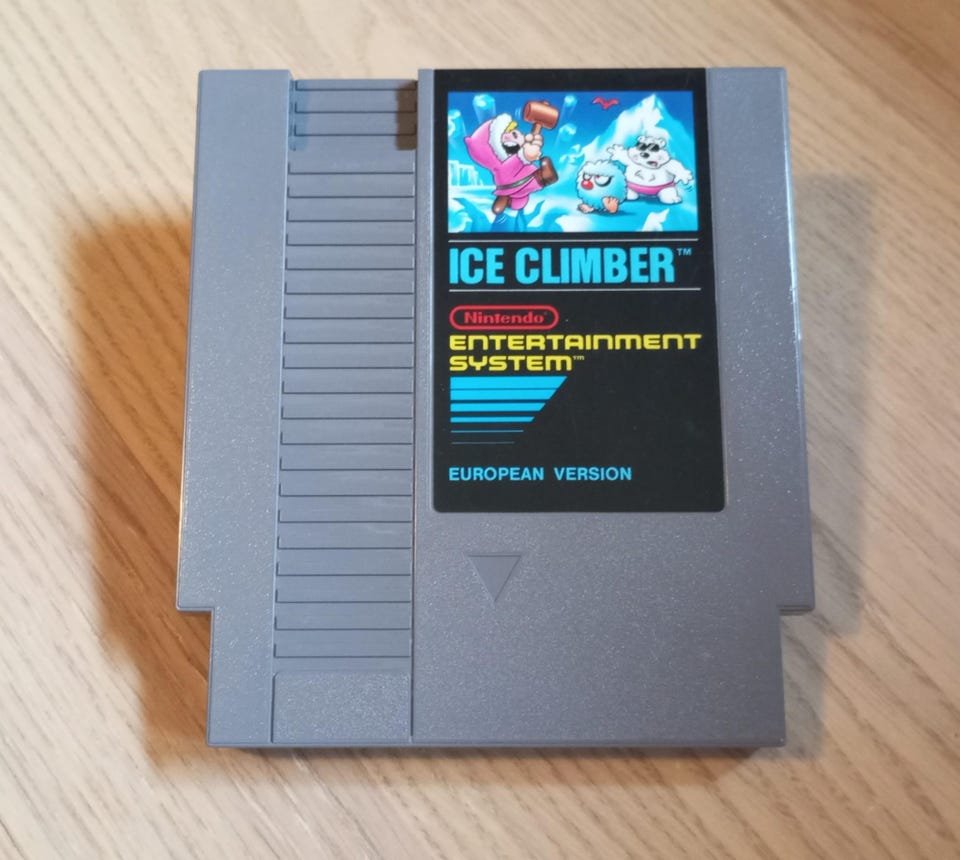 ICE CLIMBER™
Nintendo®
ENTERTAINMENT
SYSTEM™
EUROPEAN VERSION